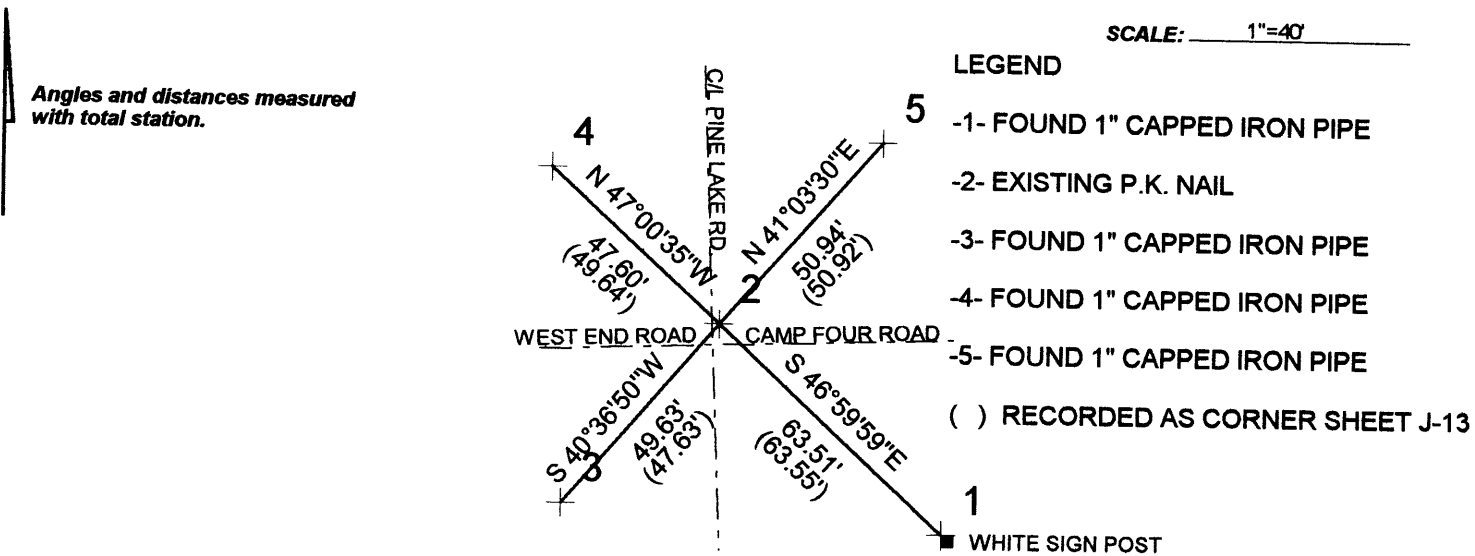 SCALE: 1"=40'
Angles and distances measured
with total station.
LEGEND
-1- FOUND 1" CAPPED IRON PIPE
-2- EXISTING P.K. NAIL
-3- FOUND 1" CAPPED IRON PIPE
-4- FOUND 1" CAPPED IRON PIPE
-5- FOUND 1" CAPPED IRON PIPE
( ) RECORDED AS CORNER SHEET J-13
C/L PINE LAKE RD
4
N 47°00'35"W
47.60'
(49.64')
5
N 41°03'30"E
50.94'
(50.92')
2
WEST END ROAD
CAMP FOUR ROAD
S 40°36'50"W
49.63'
(47.63')
3
S 46°59'59"E
63.51'
(63.55')
1
WHITE SIGN POST